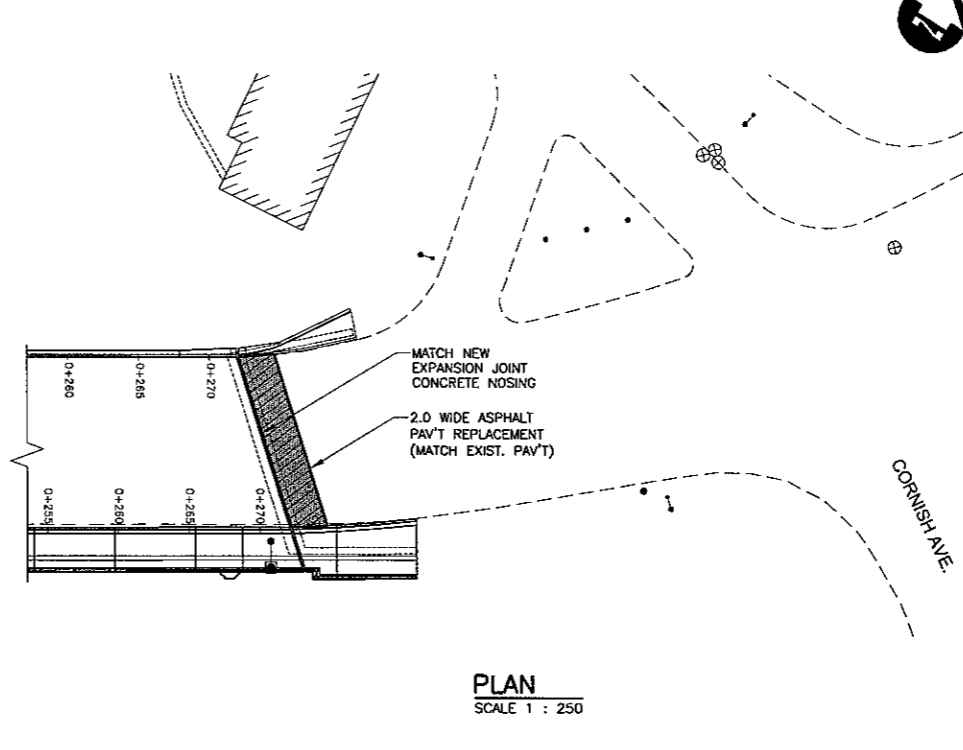 N
MATCH NEW
EXPANSION JOINT
CONCRETE NOSING
0+260
0+265
0+270
2.0 WIDE ASPHALT
PAV'T REPLACEMENT
(MATCH EXIST. PAV'T)
0+255
0+260
0+265
0+270
CORNISH AVE.
PLAN
SCALE 1 : 250